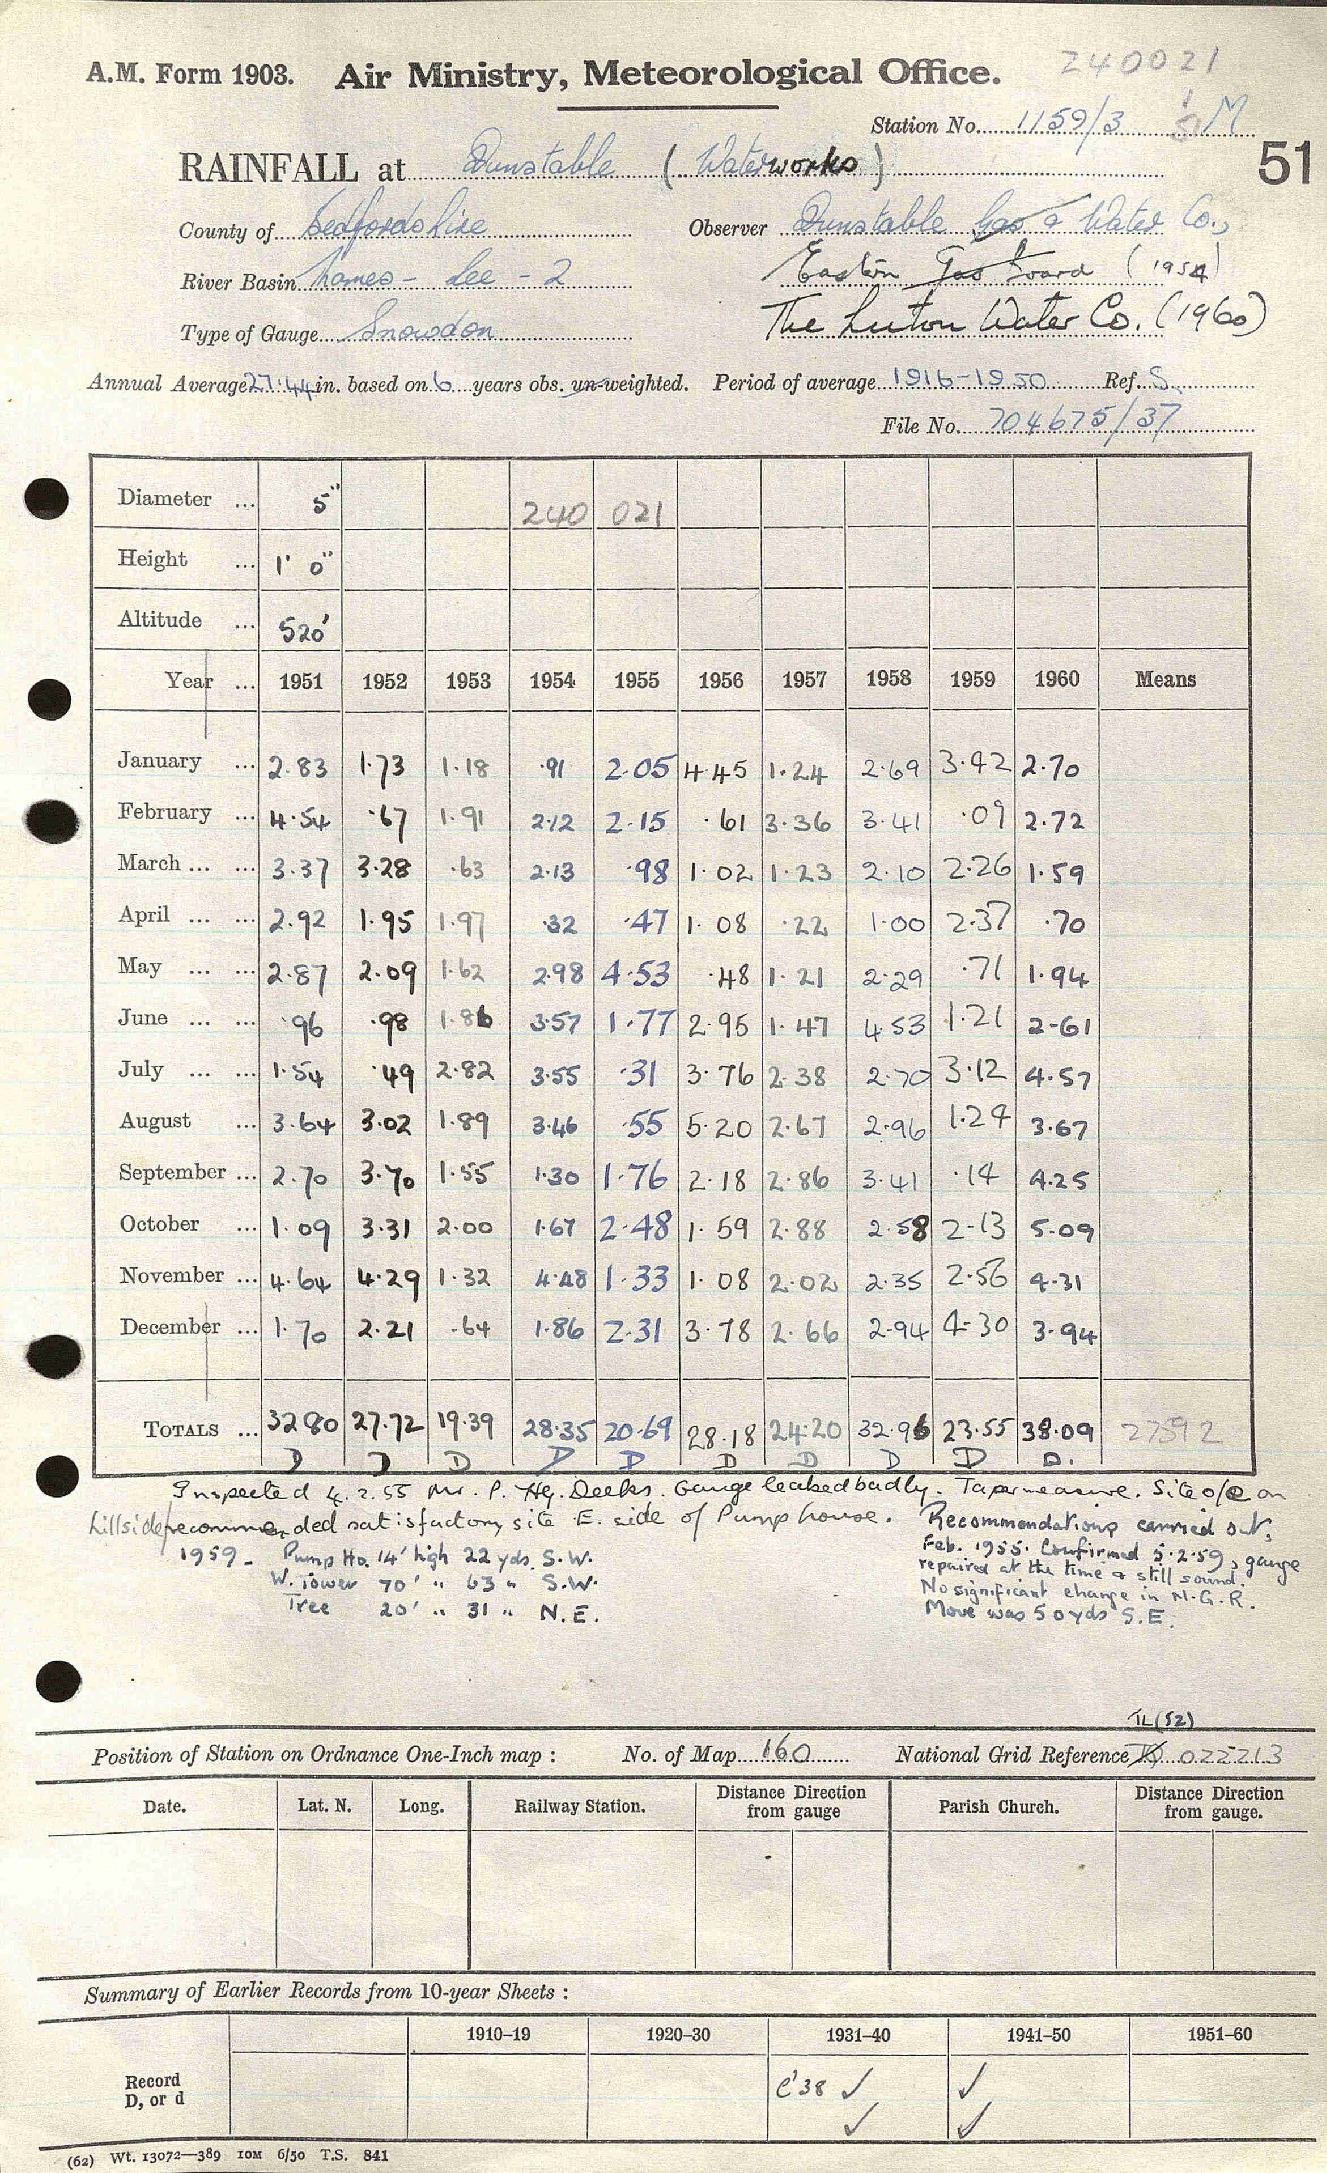 240021
A.M. Form 1903. Air Ministry, Meteorological Office.
Station No. 1159/3 M
51
RAINFALL at Dunstable (Waterworks)
County of Bedfordshire Observer Dunstable Gas & Water Co.,
River Basin Thames - Lee - 2 Eastern Gas Board (1954)
Type of Gauge Snowdon The Luton Water Co. (1960)
Annual Average 27.44 in. based on 6 years obs. un-weighted. Period of average 1916-1950 Ref. S.
File No. 704675/37
Diameter ... 5" 240 021
Height ... 1' 0"
Altitude ... 520'
Year ... 1951 1952 1953 1954 1955 1956 1957 1958 1959 1960 Means
January ... 2.83 1.73 1.18 .91 2.05 4.45 1.24 2.69 3.42 2.70
February ... 4.54 .67 1.91 2.12 2.15 .61 3.36 3.41 .09 2.72
March ... ... 3.37 3.28 .63 2.13 .98 1.02 1.23 2.10 2.26 1.59
April ... ... 2.92 1.95 1.97 .32 .47 1.08 .22 1.00 2.37 .70
May ... ... 2.87 2.09 1.62 2.98 4.53 .48 1.21 2.29 .71 1.94
June ... ... .96 .98 1.86 3.57 1.77 2.95 1.47 4.53 1.21 2.61
July ... ... 1.54 .49 2.82 3.55 .31 3.76 2.38 2.70 3.12 4.57
August ... 3.64 3.02 1.89 3.46 .55 5.20 2.67 2.96 1.24 3.67
September ... 2.70 3.70 1.55 1.30 1.76 2.18 2.86 3.41 .14 4.25
October ... 1.09 3.31 2.00 1.67 2.48 1.59 2.88 2.58 2.13 5.09
November ... 4.64 4.29 1.32 4.48 1.33 1.08 2.02 2.35 2.56 4.31
December ... 1.70 2.21 .64 1.86 2.31 3.78 2.66 2.94 4.30 3.94
TOTALS ... 32.80 27.72 19.39 28.35 20.69 28.18 24.20 32.96 23.55 38.09 27592
D D D D D D D D D D.
Inspected 4.2.55 Mr. P. Hy. Deeks. Gauge leaked badly. Taper measure. Site o/e on
hillside recommended satisfactory site E. side of Pump house. Recommendations carried out,
1959 - Pump Ho. 14' high 22 yds. S.W. Feb. 1955. Confirmed 5.2.59, gauge
W. Tower 70' " 63 " S.W. repaired at the time & still sound.
Tree 20' " 31 " N.E. No significant change in N.G.R.
Move was 50 yds S.E.
TL(52)
Position of Station on Ordnance One-Inch map : No. of Map 160 National Grid Reference 022213
Date. Lat. N. Long. Railway Station. Distance Direction from gauge Parish Church. Distance Direction from gauge.
Summary of Earlier Records from 10-year Sheets :
1910–19 1920–30 1931–40 1941–50 1951–60
Record
D, or d
C'38 ✓ ✓
✓ ✓
(62) Wt. 13072—389 10M 6/50 T.S. 841